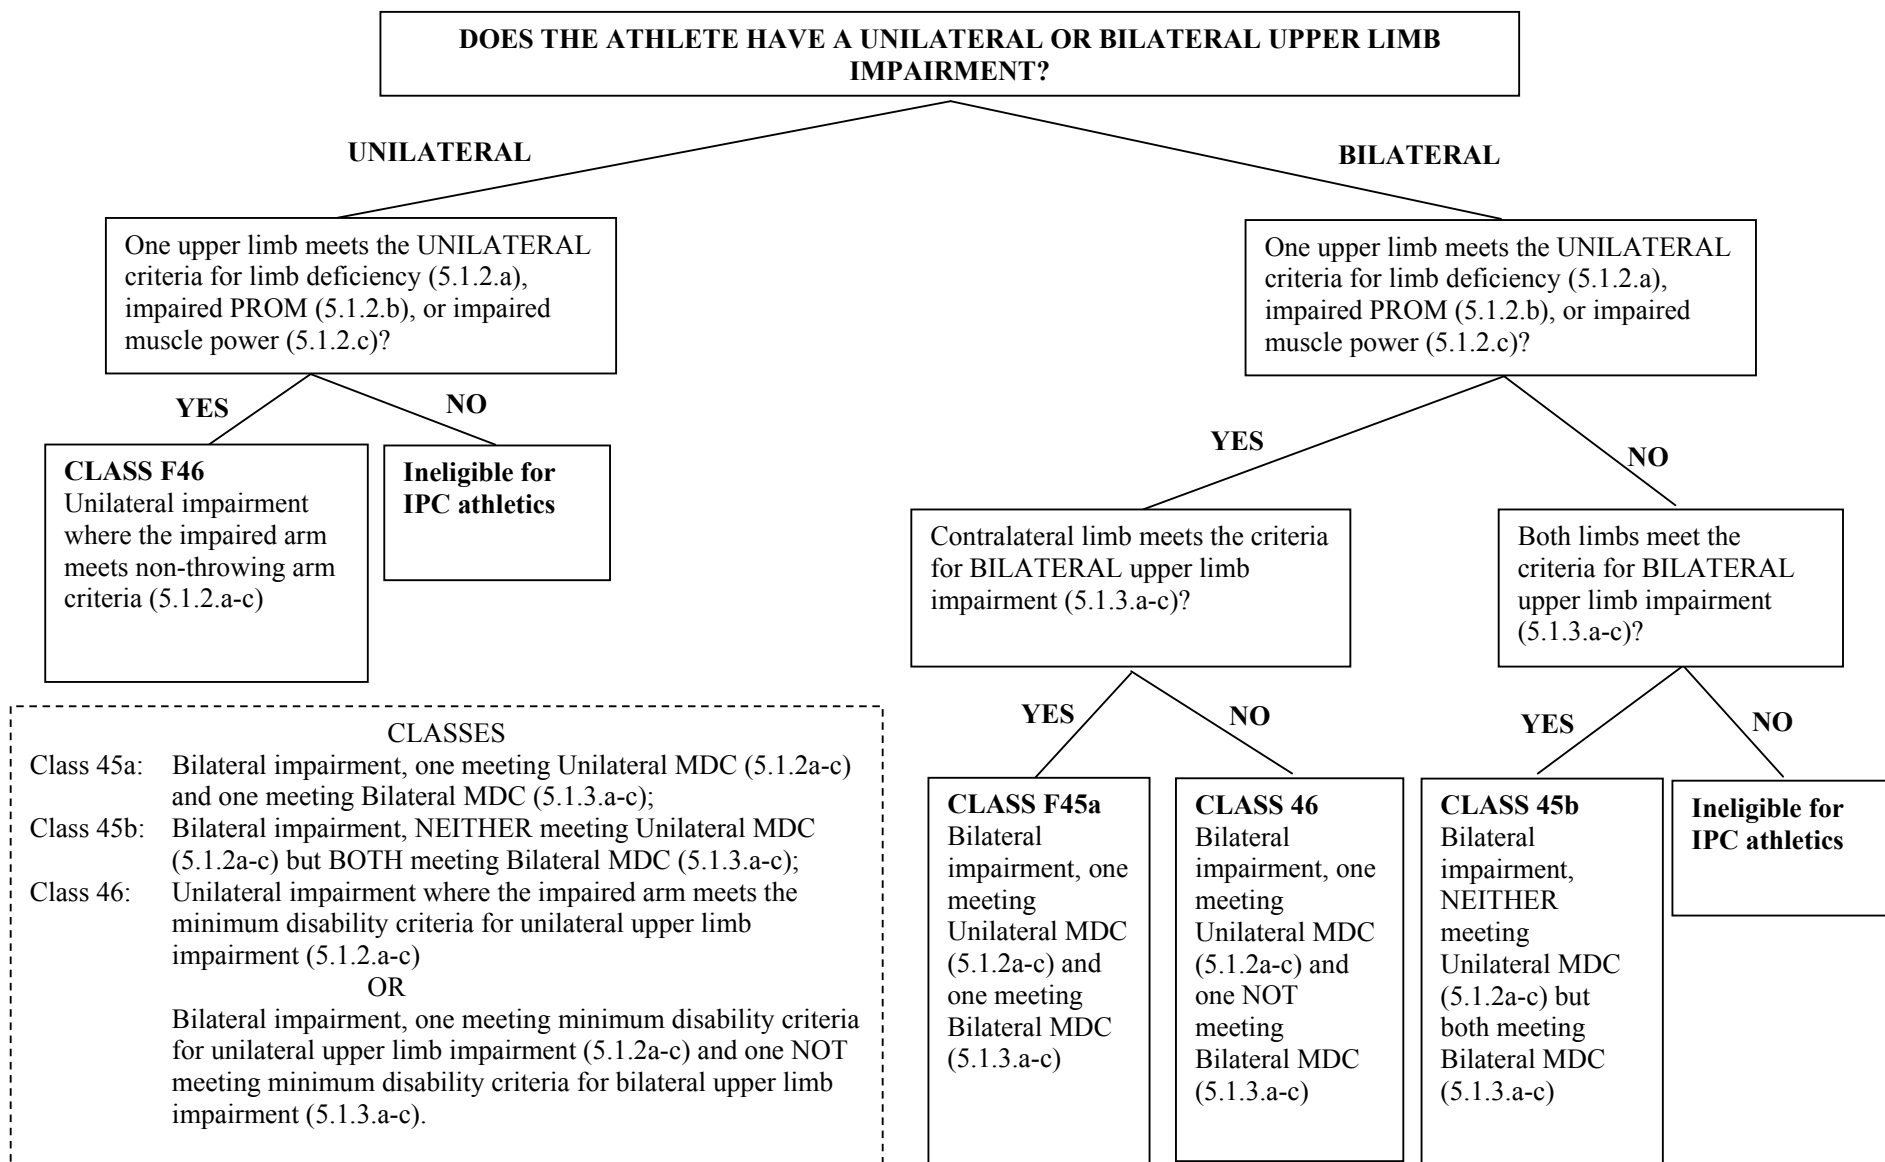 DOES THE ATHLETE HAVE A UNILATERAL OR BILATERAL UPPER LIMB
IMPAIRMENT?
UNILATERAL
BILATERAL
One upper limb meets the UNILATERAL
criteria for limb deficiency (5.1.2.a),
impaired PROM (5.1.2.b), or impaired
muscle power (5.1.2.c)?
One upper limb meets the UNILATERAL
criteria for limb deficiency (5.1.2.a),
impaired PROM (5.1.2.b), or impaired
muscle power (5.1.2.c)?
YES
NO
YES
NO
CLASS F46
Unilateral impairment
where the impaired arm
meets non-throwing arm
criteria (5.1.2.a-c)
Ineligible for
IPC athletics
Contralateral limb meets the criteria
for BILATERAL upper limb
impairment (5.1.3.a-c)?
Both limbs meet the
criteria for BILATERAL
upper limb impairment
(5.1.3.a-c)?
YES
NO
YES
NO
CLASSES
Class 45a: Bilateral impairment, one meeting Unilateral MDC (5.1.2a-c)
and one meeting Bilateral MDC (5.1.3.a-c);
Class 45b: Bilateral impairment, NEITHER meeting Unilateral MDC
(5.1.2a-c) but BOTH meeting Bilateral MDC (5.1.3.a-c);
Class 46: Unilateral impairment where the impaired arm meets the
minimum disability criteria for unilateral upper limb
impairment (5.1.2.a-c)
OR
Bilateral impairment, one meeting minimum disability criteria
for unilateral upper limb impairment (5.1.2a-c) and one NOT
meeting minimum disability criteria for bilateral upper limb
impairment (5.1.3.a-c).
CLASS F45a
Bilateral
impairment, one
meeting
Unilateral MDC
(5.1.2a-c) and
one meeting
Bilateral MDC
(5.1.3.a-c)
CLASS 46
Bilateral
impairment, one
meeting
Unilateral MDC
(5.1.2a-c) and
one NOT
meeting
Bilateral MDC
(5.1.3.a-c)
CLASS 45b
Bilateral
impairment,
NEITHER
meeting
Unilateral MDC
(5.1.2a-c) but
both meeting
Bilateral MDC
(5.1.3.a-c)
Ineligible for
IPC athletics